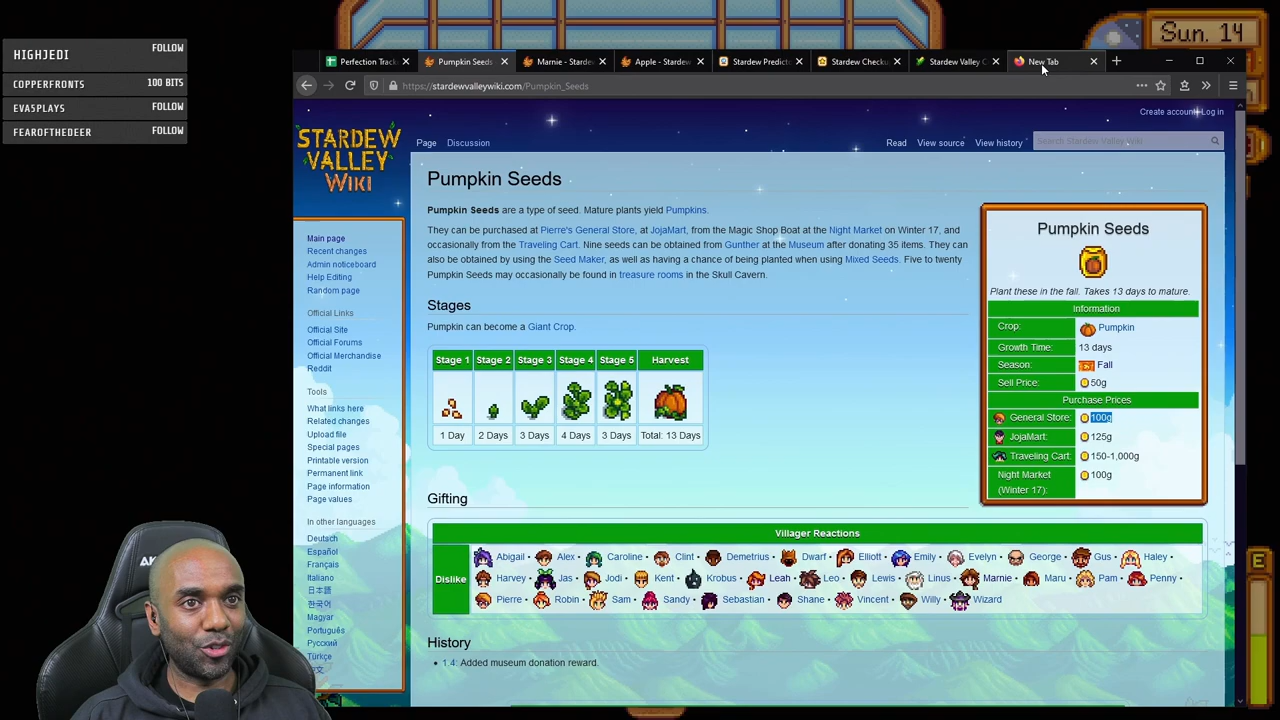 Sun. 14
HIGHJEDI FOLLOW
COPPERFRONTS 100 BITS
EVA5PLAYS FOLLOW
FEAROFTHEDEER FOLLOW
Perfection Track
Pumpkin Seeds
Marnie - Stardew
Apple - Stardew
Stardew Predicto
Stardew Checkup
Stardew Valley C
New Tab
https://stardewvalleywiki.com/Pumpkin_Seeds
Create account Log in
STARDEW
VALLEY
WIKI
Page Discussion Read View source View history Search Stardew Valley Wiki
Main page
Recent changes
Admin noticeboard
Help Editing
Random page
Official Links
Official Site
Official Forums
Official Merchandise
Reddit
Tools
What links here
Related changes
Upload file
Special pages
Printable version
Permanent link
Page information
Page values
In other languages
Deutsch
Español
Français
Italiano
日本語
한국어
Magyar
Português
Русский
Türkçe
中文
Pumpkin Seeds
Pumpkin Seeds are a type of seed. Mature plants yield Pumpkins.
They can be purchased at Pierre's General Store, at JojaMart, from the Magic Shop Boat at the Night Market on Winter 17, and
occasionally from the Traveling Cart. Nine seeds can be obtained from Gunther at the Museum after donating 35 items. They can
also be obtained by using the Seed Maker, as well as having a chance of being planted when using Mixed Seeds. Five to twenty
Pumpkin Seeds may occasionally be found in treasure rooms in the Skull Cavern.
Stages
Pumpkin can become a Giant Crop.
Stage 1 Stage 2 Stage 3 Stage 4 Stage 5 Harvest
1 Day 2 Days 3 Days 4 Days 3 Days Total: 13 Days
Pumpkin Seeds
Plant these in the fall. Takes 13 days to mature.
Information
Crop: Pumpkin
Growth Time: 13 days
Season: Fall
Sell Price: 50g
Purchase Prices
General Store: 100g
JojaMart: 125g
Traveling Cart: 150-1,000g
Night Market
(Winter 17): 100g
Gifting
Villager Reactions
Dislike
Abigail • Alex • Caroline • Clint • Demetrius • Dwarf • Elliott • Emily • Evelyn • George • Gus • Haley •
Harvey • Jas • Jodi • Kent • Krobus • Leah • Leo • Lewis • Linus • Marnie • Maru • Pam • Penny •
Pierre • Robin • Sam • Sandy • Sebastian • Shane • Vincent • Willy • Wizard
History
• 1.4: Added museum donation reward.
E